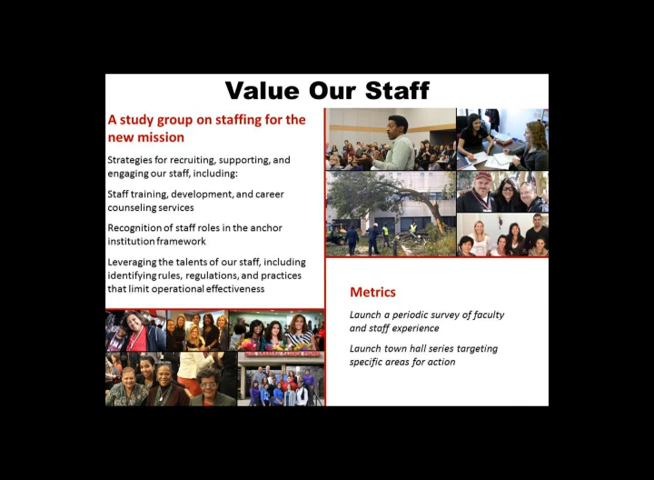 Value Our Staff
A study group on staffing for the
new mission
Strategies for recruiting, supporting, and
engaging our staff, including:
Staff training, development, and career
counseling services
Recognition of staff roles in the anchor
institution framework
Leveraging the talents of our staff, including
identifying rules, regulations, and practices
that limit operational effectiveness
Metrics
Launch a periodic survey of faculty
and staff experience
Launch town hall series targeting
specific areas for action